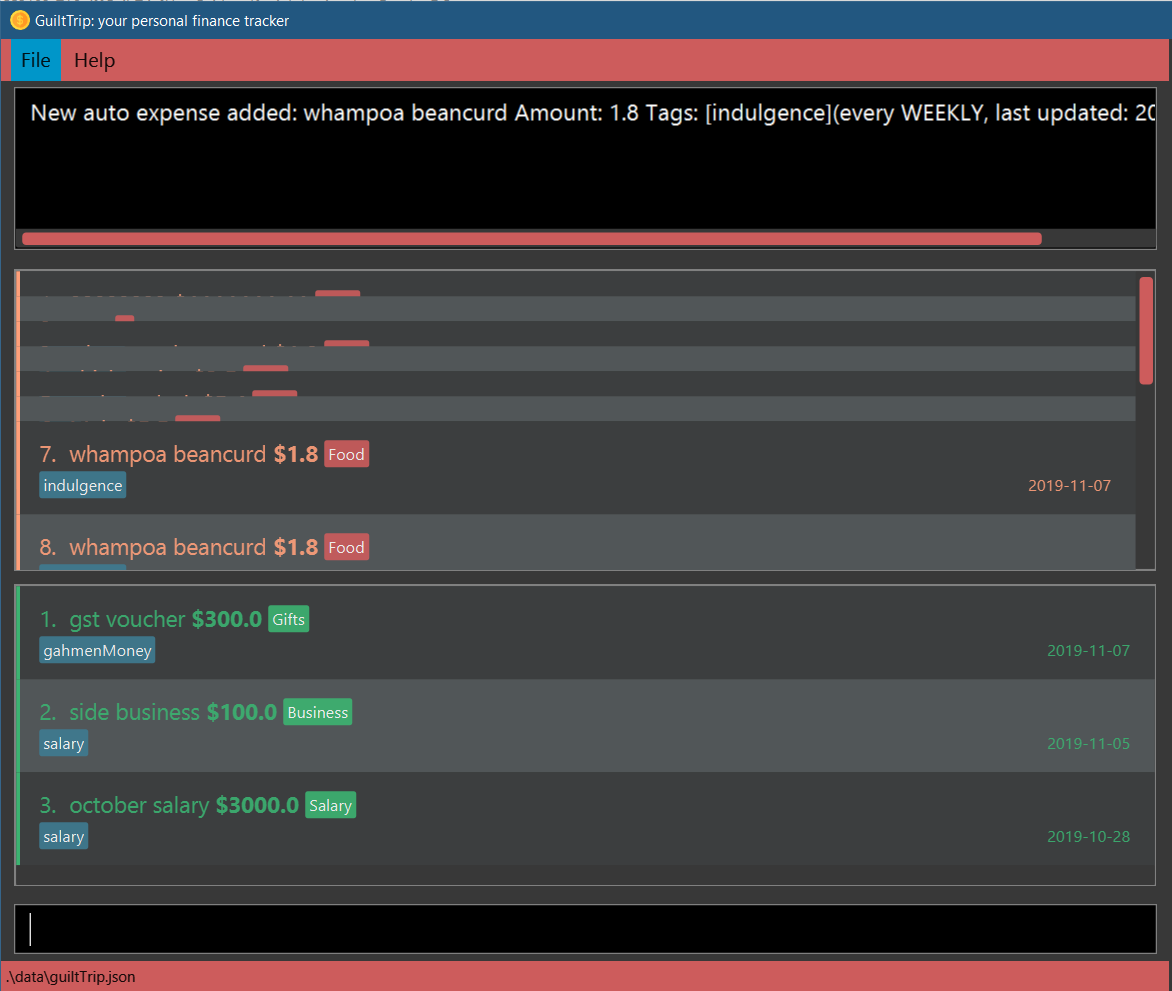 GuiltTrip: your personal finance tracker
File Help
New auto expense added: whampoa beancurd Amount: 1.8 Tags: [indulgence](every WEEKLY, last updated: 20
7. whampoa beancurd $1.8 Food
indulgence 2019-11-07
8. whampoa beancurd $1.8 Food
1. gst voucher $300.0 Gifts
gahmenMoney 2019-11-07
2. side business $100.0 Business
salary 2019-11-05
3. october salary $3000.0 Salary
salary 2019-10-28
.\data\guiltTrip.json